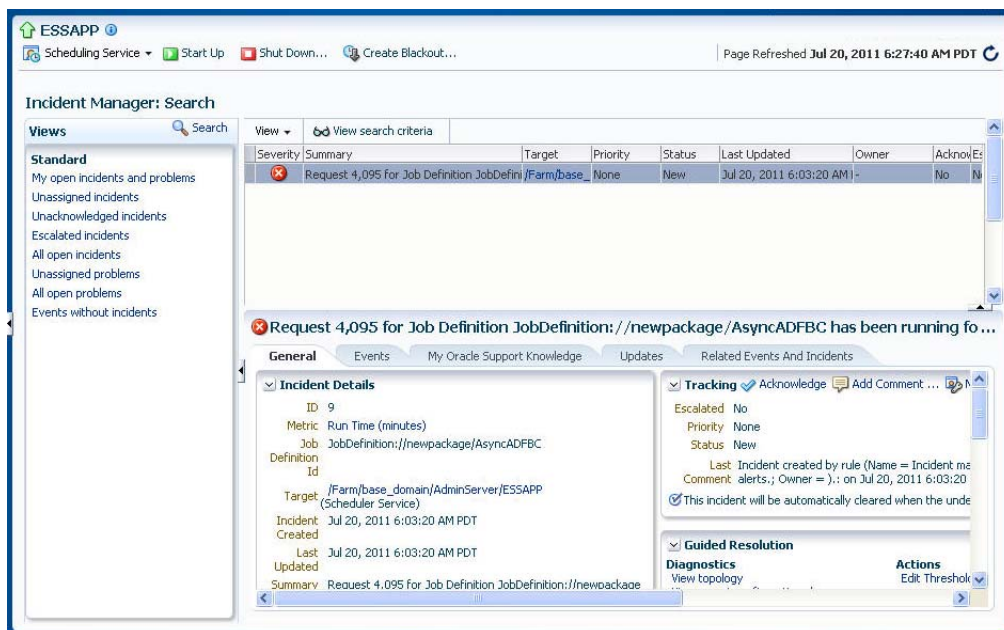 ESSAPP
Scheduling Service Start Up Shut Down... Create Blackout...
Page Refreshed Jul 20, 2011 6:27:40 AM PDT
Incident Manager: Search
Views Search
Standard
My open incidents and problems
Unassigned incidents
Unacknowledged incidents
Escalated incidents
All open incidents
Unassigned problems
All open problems
Events without incidents
View View search criteria
Severity Summary Target Priority Status Last Updated Owner Acknov Es
Request 4,095 for Job Definition JobDefini /Farm/base_ None New Jul 20, 2011 6:03:20 AM - No
Request 4,095 for Job Definition JobDefinition://newpackage/AsyncADFBC has been running fo ...
General Events My Oracle Support Knowledge Updates Related Events And Incidents
Incident Details
ID 9
Metric Run Time (minutes)
Job Definition Id JobDefinition://newpackage/AsyncADFBC
Target /Farm/base_domain/AdminServer/ESSAPP
(Scheduler Service)
Incident Created Jul 20, 2011 6:03:20 AM PDT
Last Updated Jul 20, 2011 6:03:20 AM PDT
Summary Request 4,095 for Job Definition JobDefinition://newpackage
Tracking Acknowledge Add Comment ...
Escalated No
Priority None
Status New
Last Comment Incident created by rule (Name = Incident ma
alerts.; Owner = ).: on Jul 20, 2011 6:03:20
This incident will be automatically cleared when the unde
Guided Resolution
Diagnostics Actions
View topology Edit Threshol